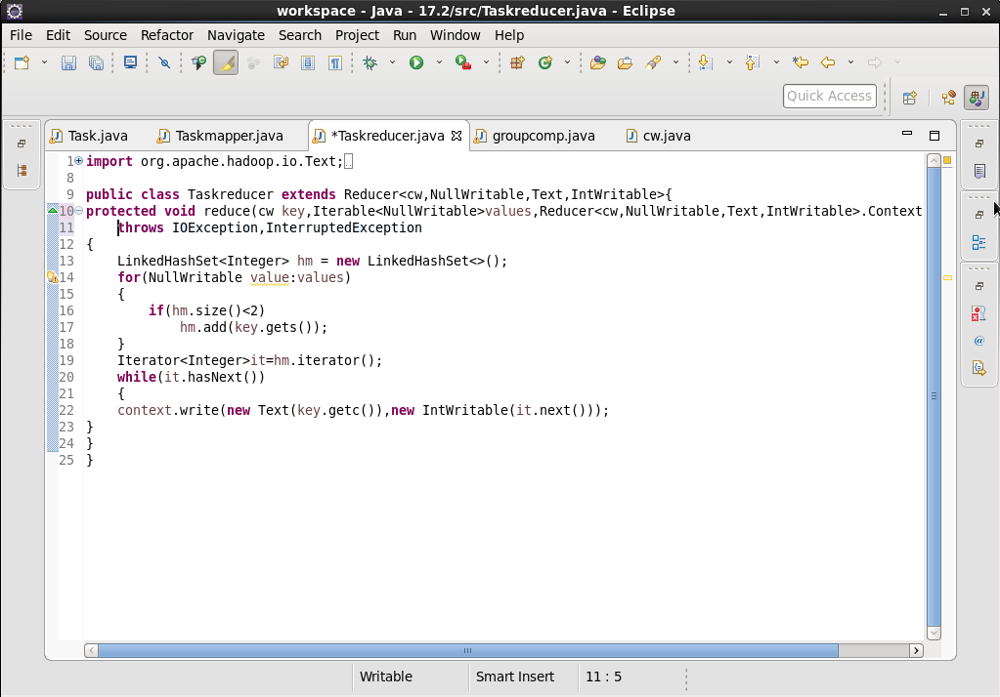 workspace - Java - 17.2/src/Taskreducer.java - Eclipse
File Edit Source Refactor Navigate Search Project Run Window Help
Quick Access
Task.java Taskmapper.java *Taskreducer.java groupcomp.java cw.java
1 import org.apache.hadoop.io.Text;
8
9 public class Taskreducer extends Reducer<cw,NullWritable,Text,IntWritable>{
10 protected void reduce(cw key,Iterable<NullWritable>values,Reducer<cw,NullWritable,Text,IntWritable>.Context
11     throws IOException,InterruptedException
12 {
13     LinkedHashSet<Integer> hm = new LinkedHashSet<>();
14     for(NullWritable value:values)
15     {
16         if(hm.size()<2)
17             hm.add(key.gets());
18     }
19     Iterator<Integer>it=hm.iterator();
20     while(it.hasNext())
21     {
22     context.write(new Text(key.getc()),new IntWritable(it.next()));
23 }
24 }
25 }
Writable Smart Insert 11 : 5